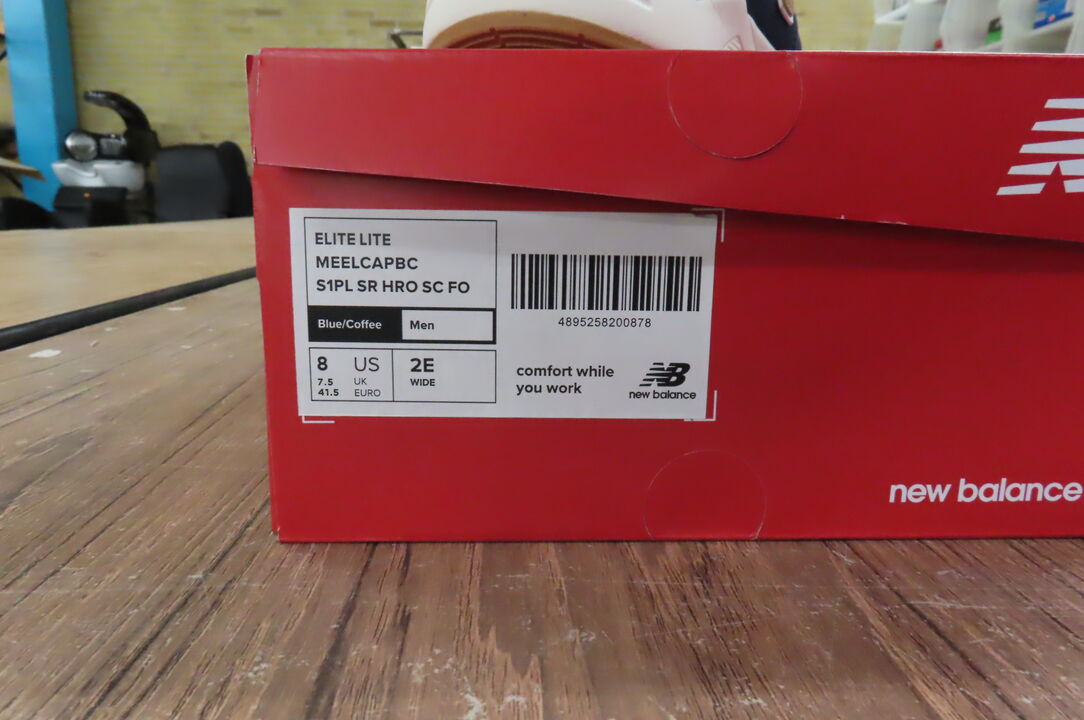 ELITE LITE
MEELCAPBC
S1PL SR HRO SC FO
Blue/Coffee Men
8 US
7.5 UK
41.5 EURO
2E
WIDE
4895258200878
comfort while
you work
NB
new balance
new balance